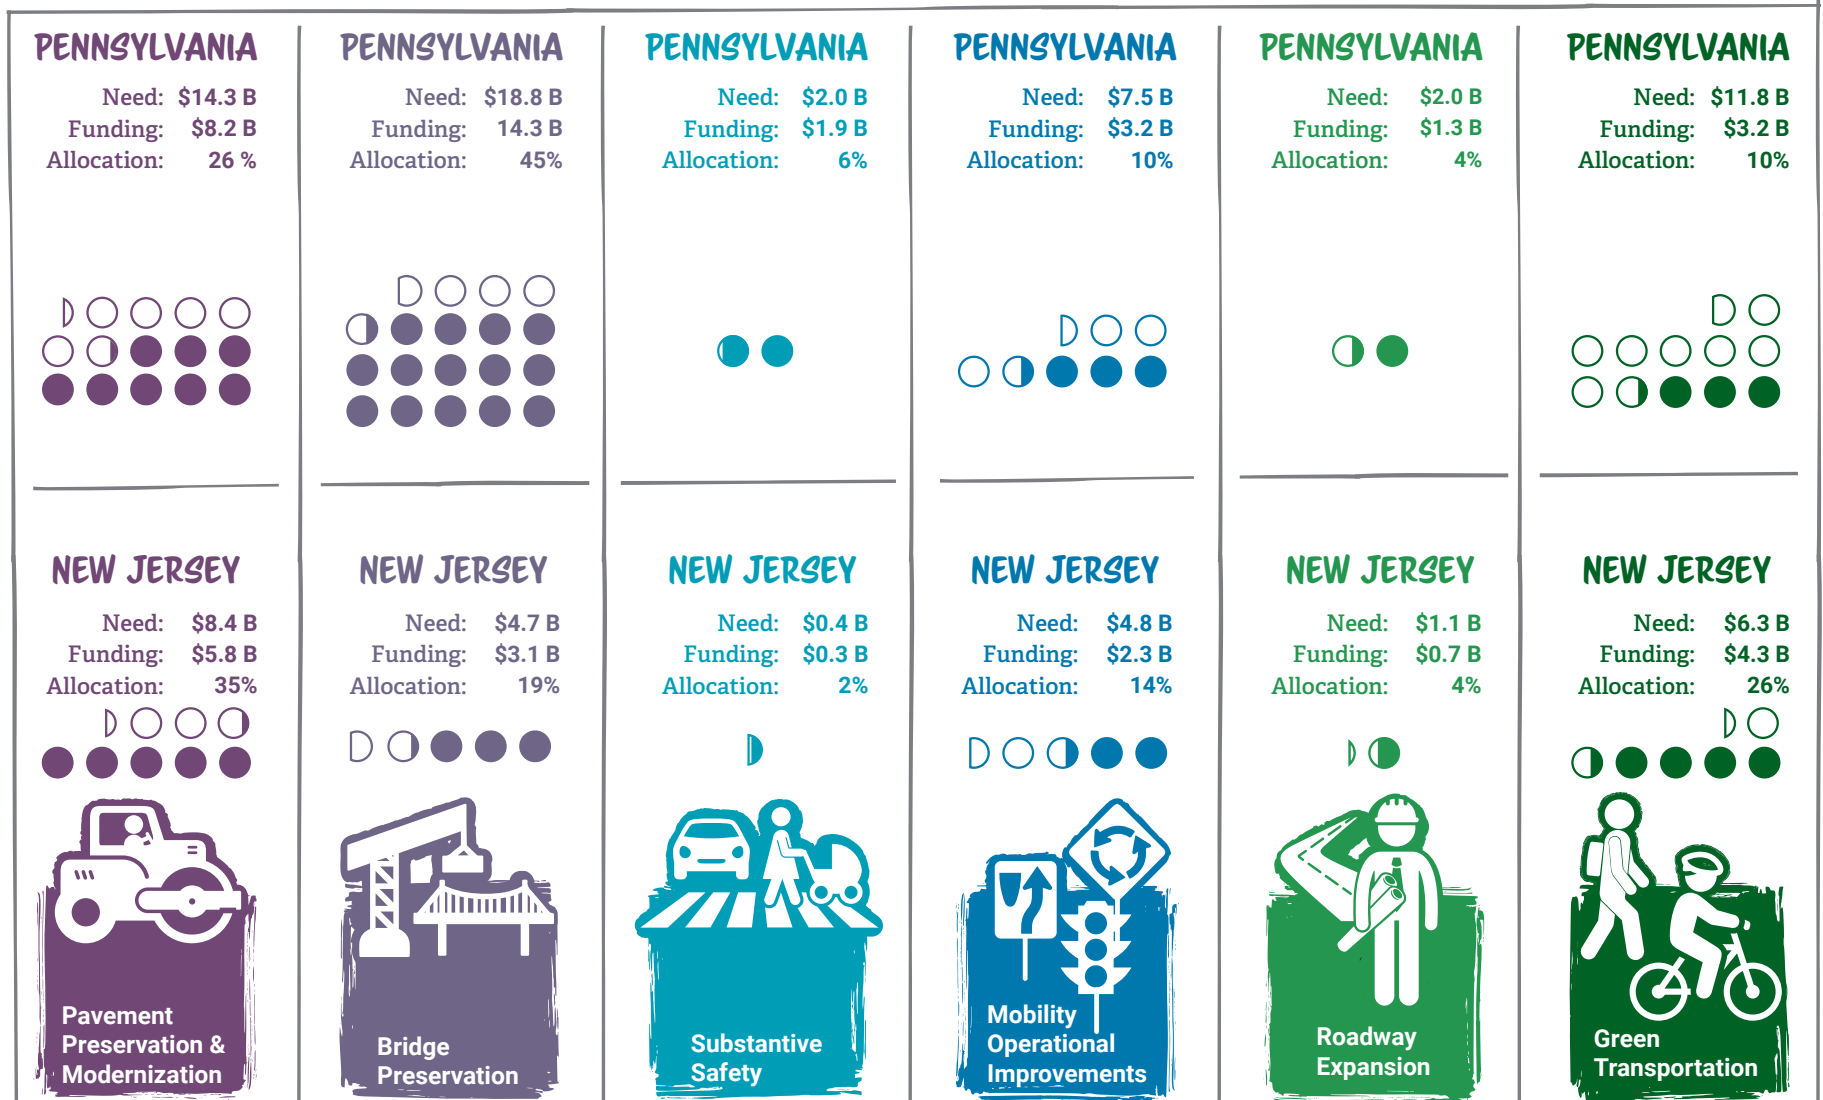 PENNSYLVANIA
Need: $14.3 B
Funding: $8.2 B
Allocation: 26 %
PENNSYLVANIA
Need: $18.8 B
Funding: 14.3 B
Allocation: 45%
PENNSYLVANIA
Need: $2.0 B
Funding: $1.9 B
Allocation: 6%
PENNSYLVANIA
Need: $7.5 B
Funding: $3.2 B
Allocation: 10%
PENNSYLVANIA
Need: $2.0 B
Funding: $1.3 B
Allocation: 4%
PENNSYLVANIA
Need: $11.8 B
Funding: $3.2 B
Allocation: 10%
NEW JERSEY
Need: $8.4 B
Funding: $5.8 B
Allocation: 35%
NEW JERSEY
Need: $4.7 B
Funding: $3.1 B
Allocation: 19%
NEW JERSEY
Need: $0.4 B
Funding: $0.3 B
Allocation: 2%
NEW JERSEY
Need: $4.8 B
Funding: $2.3 B
Allocation: 14%
NEW JERSEY
Need: $1.1 B
Funding: $0.7 B
Allocation: 4%
NEW JERSEY
Need: $6.3 B
Funding: $4.3 B
Allocation: 26%
Pavement
Preservation &
Modernization
Bridge
Preservation
Substantive
Safety
Mobility
Operational
Improvements
Roadway
Expansion
Green
Transportation